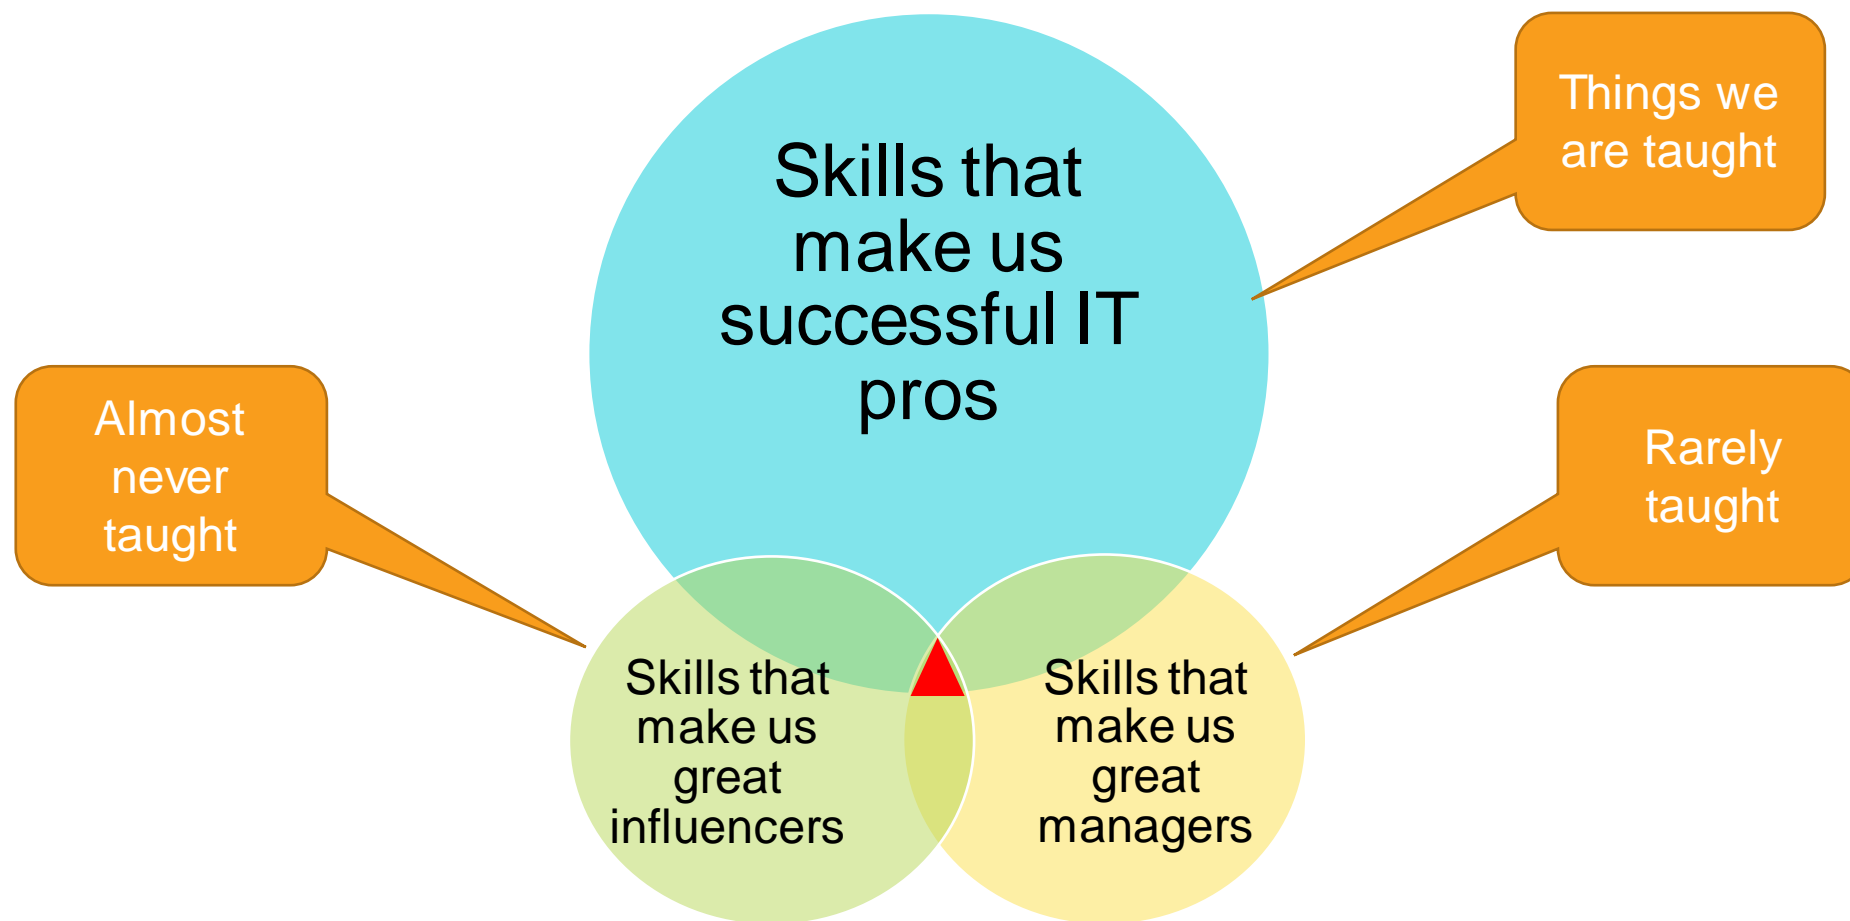 Skills that
make us
successful IT
pros
Things we
are taught
Almost
never
taught
Rarely
taught
Skills that
make us
great
influencers
Skills that
make us
great
managers